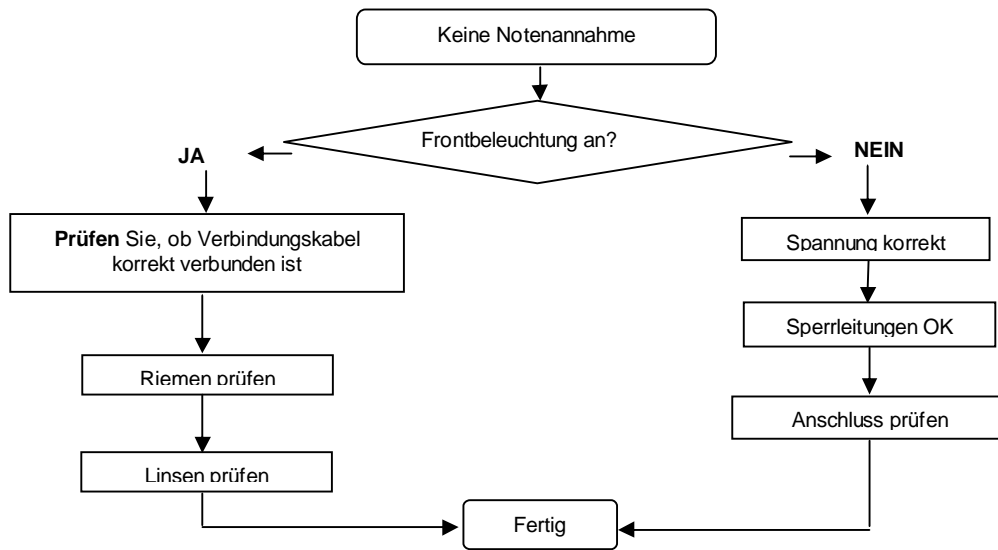 Keine Notenannahme
Frontbeleuchtung an?
JA
NEIN
Prüfen Sie, ob Verbindungskabel
korrekt verbunden ist
Spannung korrekt
Sperrleitungen OK
Riemen prüfen
Anschluss prüfen
Linsen prüfen
Fertig